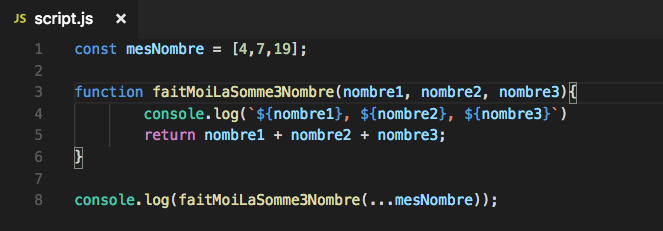 JS script.js ×
1 const mesNombre = [4,7,19];
2
3 function faitMoiLaSomme3Nombre(nombre1, nombre2, nombre3){
4 console.log(`${nombre1}, ${nombre2}, ${nombre3}`)
5 return nombre1 + nombre2 + nombre3;
6 }
7
8 console.log(faitMoiLaSomme3Nombre(...mesNombre));